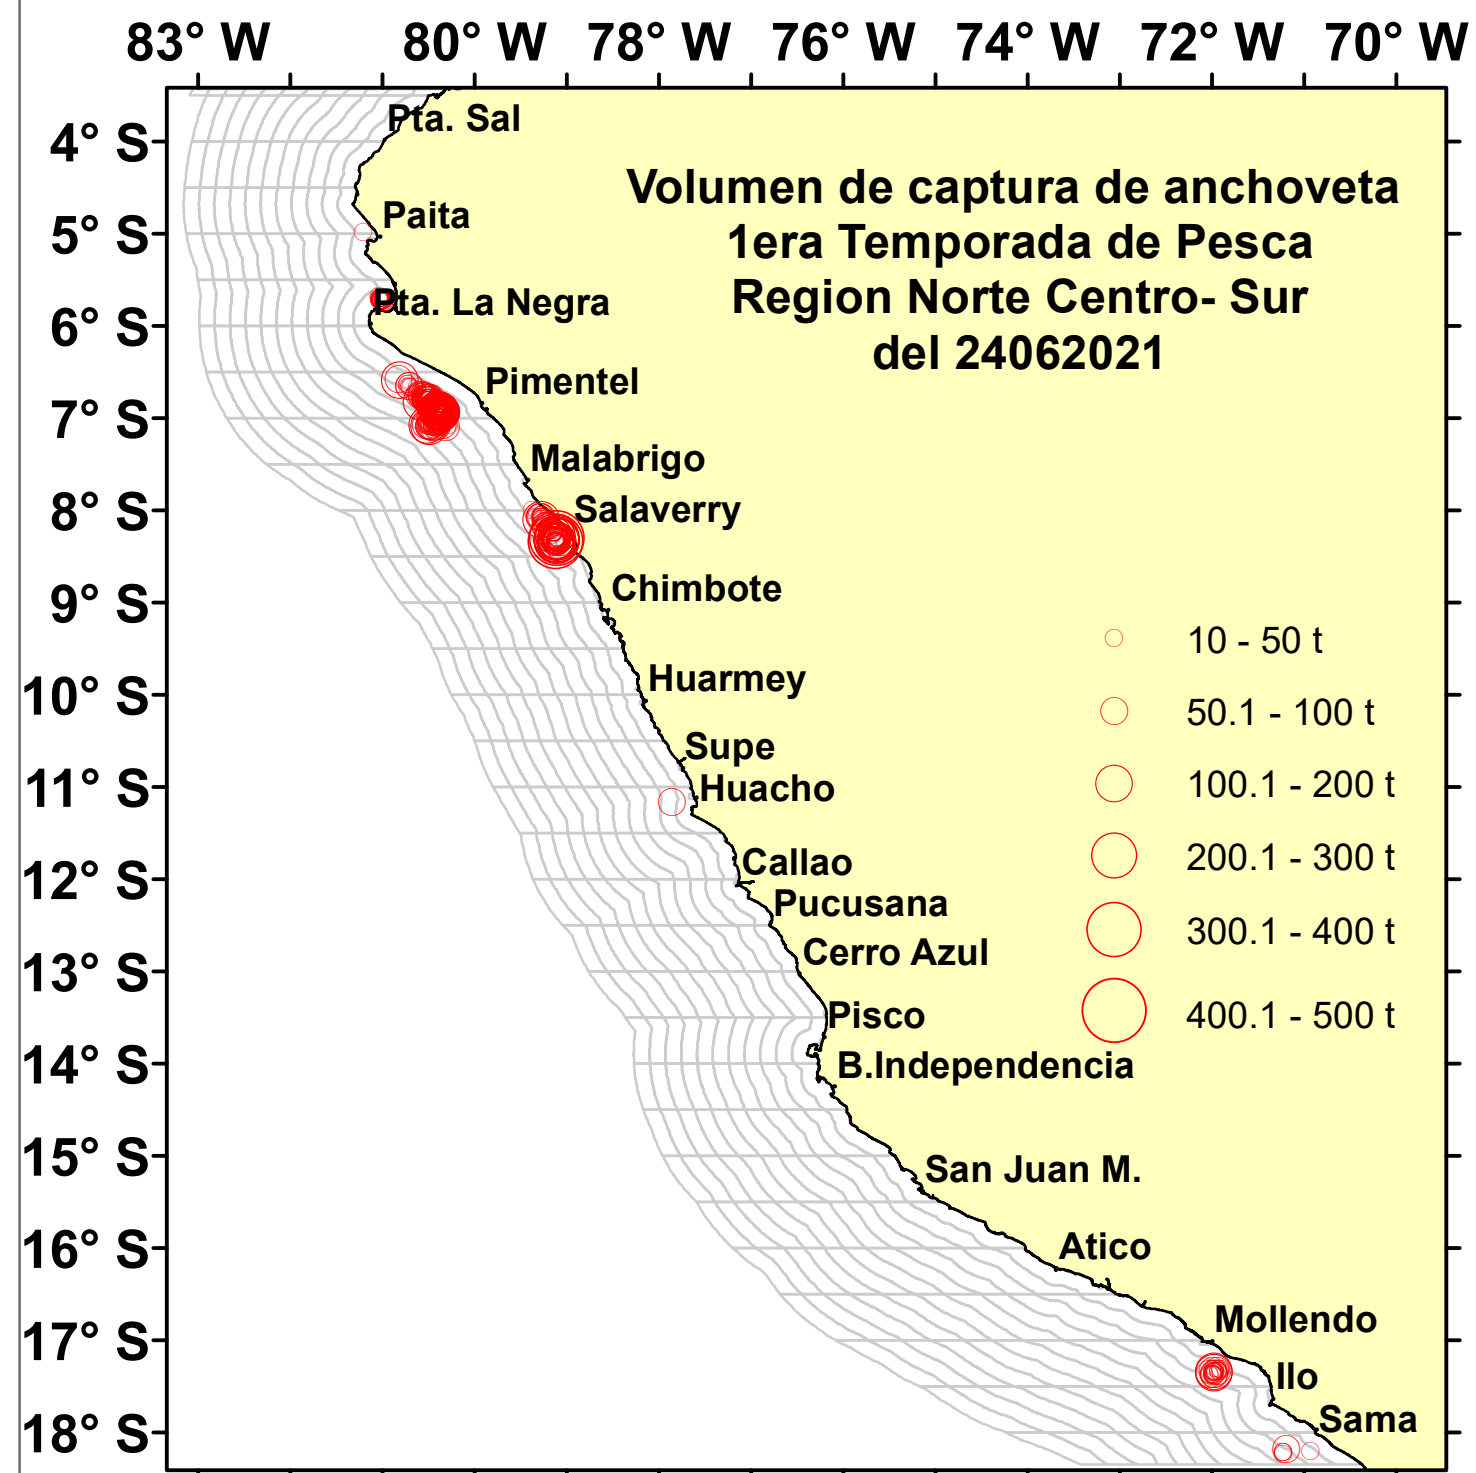 83° W 80° W 78° W 76° W 74° W 72° W 70° W
4° S
5° S
6° S
7° S
8° S
9° S
10° S
11° S
12° S
13° S
14° S
15° S
16° S
17° S
18° S
Volumen de captura de anchoveta
1era Temporada de Pesca
Region Norte Centro- Sur
del 24062021
Pta. Sal
Paita
Pta. La Negra
Pimentel
Malabrigo
Salaverry
Chimbote
Huarmey
Supe
Huacho
Callao
Pucusana
Cerro Azul
Pisco
B.Independencia
San Juan M.
Atico
Mollendo
Ilo
Sama
10 - 50 t
50.1 - 100 t
100.1 - 200 t
200.1 - 300 t
300.1 - 400 t
400.1 - 500 t